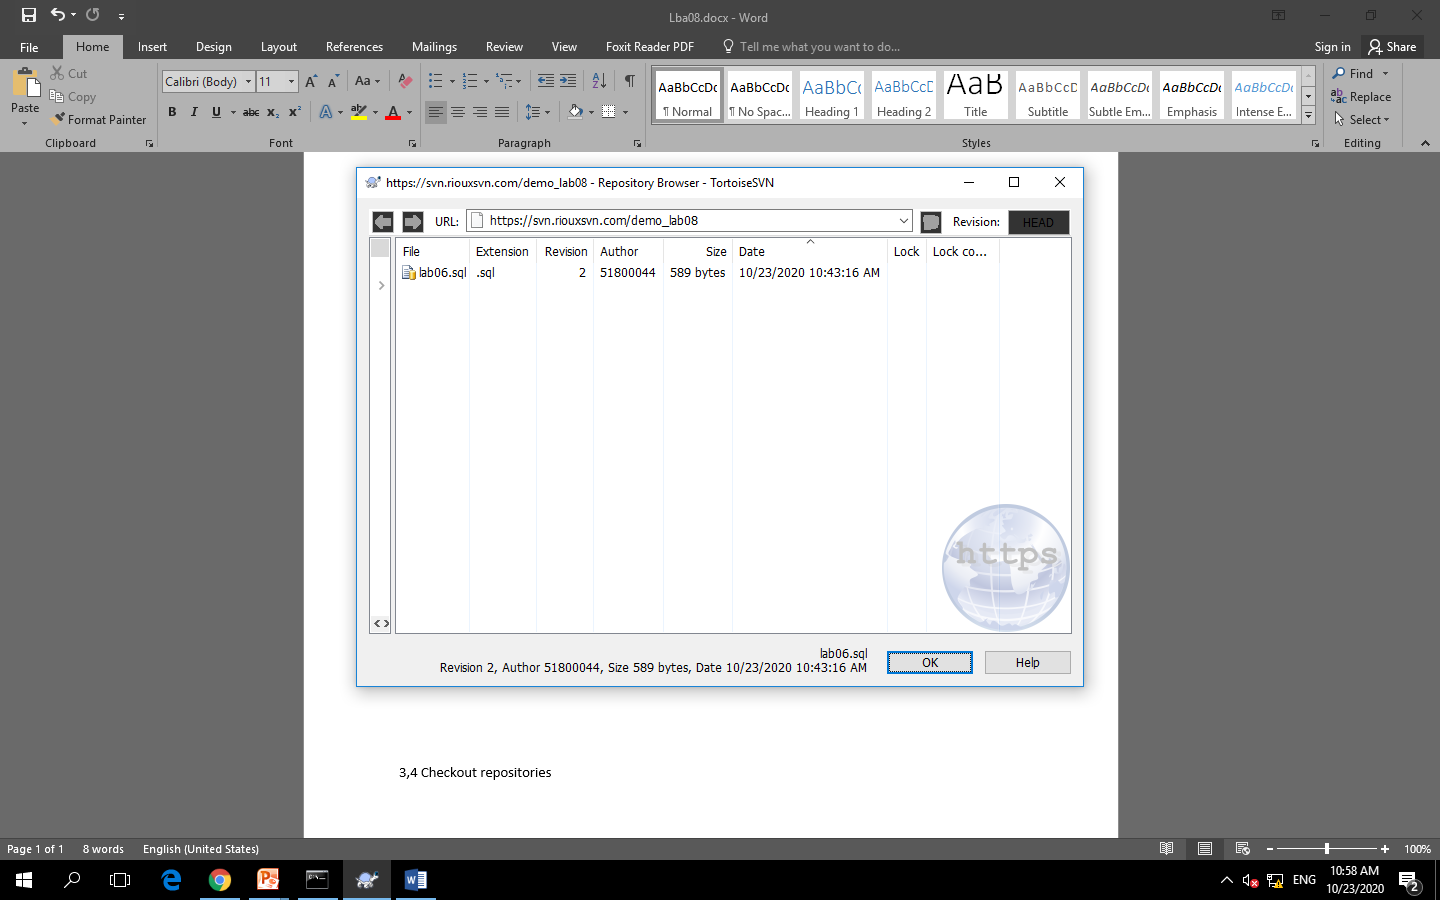 Lba08.docx - Word
File Home Insert Design Layout References Mailings Review View Foxit Reader PDF Tell me what you want to do... Sign in Share
Paste
Cut
Copy
Format Painter
Clipboard
Calibri (Body) 11
Font
Paragraph
AaBbCcDc AaBbCcDc AaBbCc AaBbCcD AaB AaBbCcD AaBbCcDc AaBbCcDc AaBbCcDc
¶ Normal ¶ No Spac... Heading 1 Heading 2 Title Subtitle Subtle Em... Emphasis Intense E...
Styles
Find
Replace
Select
Editing
https://svn.riouxsvn.com/demo_lab08 - Repository Browser - TortoiseSVN
URL: https://svn.riouxsvn.com/demo_lab08 Revision: HEAD
File Extension Revision Author Size Date Lock Lock co...
lab06.sql .sql 2 51800044 589 bytes 10/23/2020 10:43:16 AM
https
lab06.sql
Revision 2, Author 51800044, Size 589 bytes, Date 10/23/2020 10:43:16 AM
OK Help
3,4 Checkout repositories
Page 1 of 1 8 words English (United States) 100%
ENG 10:58 AM
10/23/2020 2